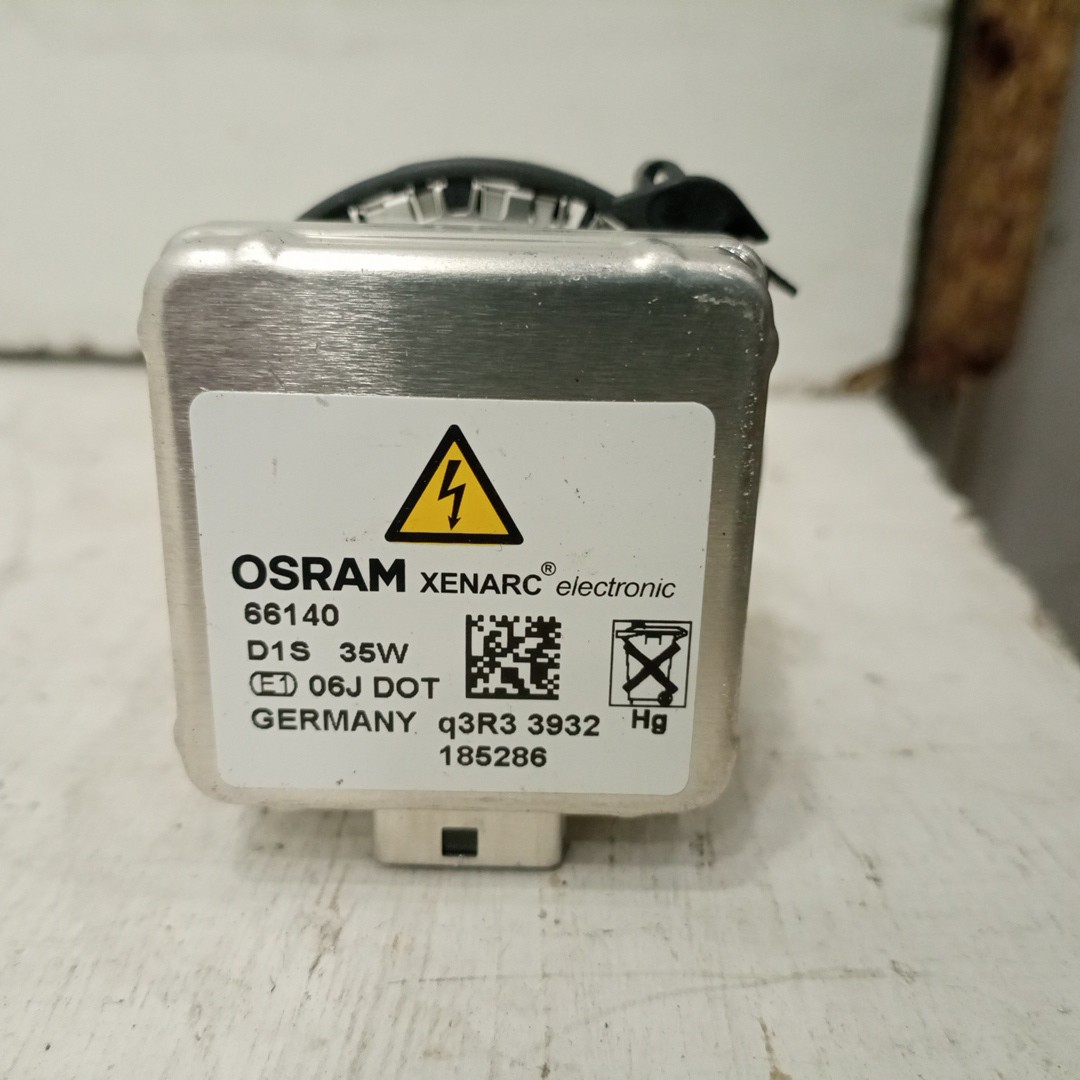 OSRAM XENARC® electronic
66140
D1S 35W
E1 06J DOT
GERMANY q3R3 3932
185286
Hg